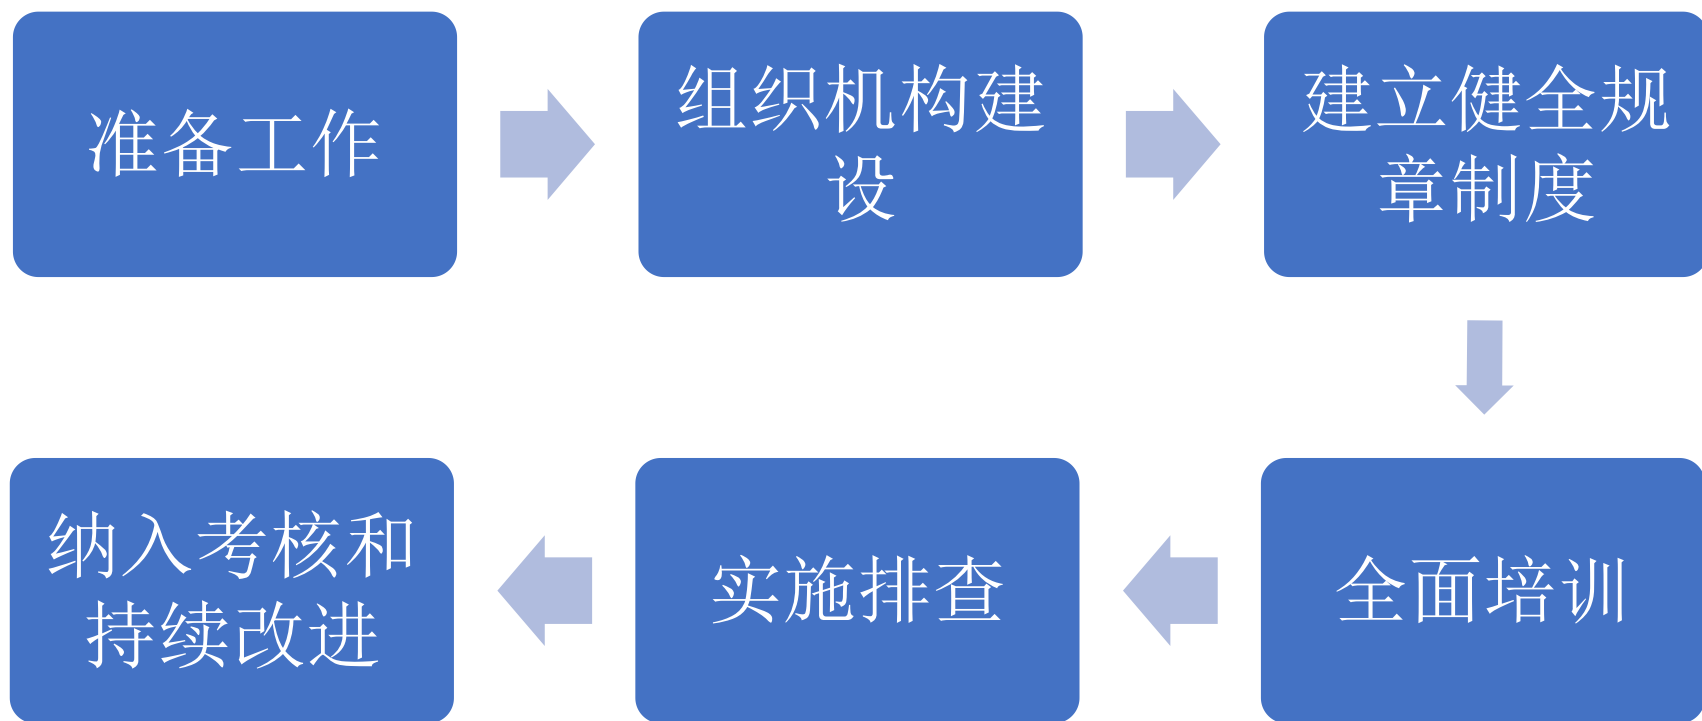 准备工作
组织机构建
设
建立健全规
章制度
全面培训
实施排查
纳入考核和
持续改进